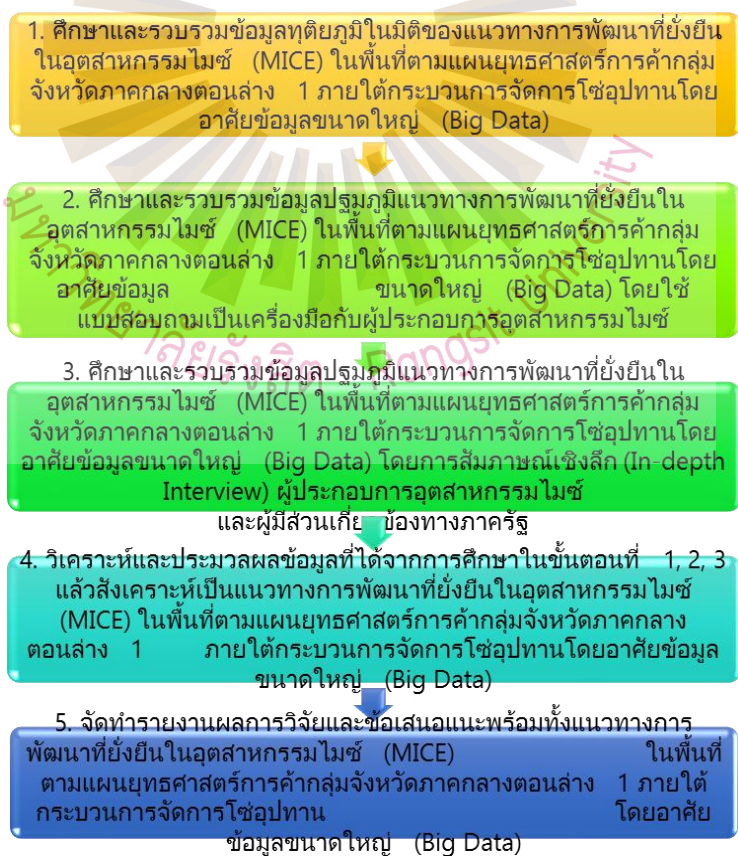 1. ศึกษาและรวบรวมข้อมูลทุติยภูมิในมิติของแนวทางการพัฒนาที่ยั่งยืน
ในอุตสาหกรรมไมซ์ (MICE) ในพื้นที่ตามแผนยุทธศาสตร์การค้ากลุ่ม
จังหวัดภาคกลางตอนล่าง 1 ภายใต้กระบวนการจัดการโซ่อุปทานโดย
อาศัยข้อมูลขนาดใหญ่ (Big Data)
2. ศึกษาและรวบรวมข้อมูลปฐมภูมิแนวทางการพัฒนาที่ยั่งยืนใน
อุตสาหกรรมไมซ์ (MICE) ในพื้นที่ตามแผนยุทธศาสตร์การค้ากลุ่ม
จังหวัดภาคกลางตอนล่าง 1 ภายใต้กระบวนการจัดการโซ่อุปทานโดย
อาศัยข้อมูล ขนาดใหญ่ (Big Data) โดยใช้
แบบสอบถามเป็นเครื่องมือกับผู้ประกอบการอุตสาหกรรมไมซ์
3. ศึกษาและรวบรวมข้อมูลปฐมภูมิแนวทางการพัฒนาที่ยั่งยืนใน
อุตสาหกรรมไมซ์ (MICE) ในพื้นที่ตามแผนยุทธศาสตร์การค้ากลุ่ม
จังหวัดภาคกลางตอนล่าง 1 ภายใต้กระบวนการจัดการโซ่อุปทานโดย
อาศัยข้อมูลขนาดใหญ่ (Big Data) โดยการสัมภาษณ์เชิงลึก (In-depth
Interview) ผู้ประกอบการอุตสาหกรรมไมซ์
และผู้มีส่วนเกี่ยวข้องทางภาครัฐ
4. วิเคราะห์และประมวลผลข้อมูลที่ได้จากการศึกษาในขั้นตอนที่ 1, 2, 3
แล้วสังเคราะห์เป็นแนวทางการพัฒนาที่ยั่งยืนในอุตสาหกรรมไมซ์
(MICE) ในพื้นที่ตามแผนยุทธศาสตร์การค้ากลุ่มจังหวัดภาคกลาง
ตอนล่าง 1 ภายใต้กระบวนการจัดการโซ่อุปทานโดยอาศัยข้อมูล
ขนาดใหญ่ (Big Data)
5. จัดทำรายงานผลการวิจัยและข้อเสนอแนะพร้อมทั้งแนวทางการ
พัฒนาที่ยั่งยืนในอุตสาหกรรมไมซ์ (MICE) ในพื้นที่
ตามแผนยุทธศาสตร์การค้ากลุ่มจังหวัดภาคกลางตอนล่าง 1 ภายใต้
กระบวนการจัดการโซ่อุปทาน โดยอาศัย
ข้อมูลขนาดใหญ่ (Big Data)
มหาวิทยาลัยรังสิต Rangsit University